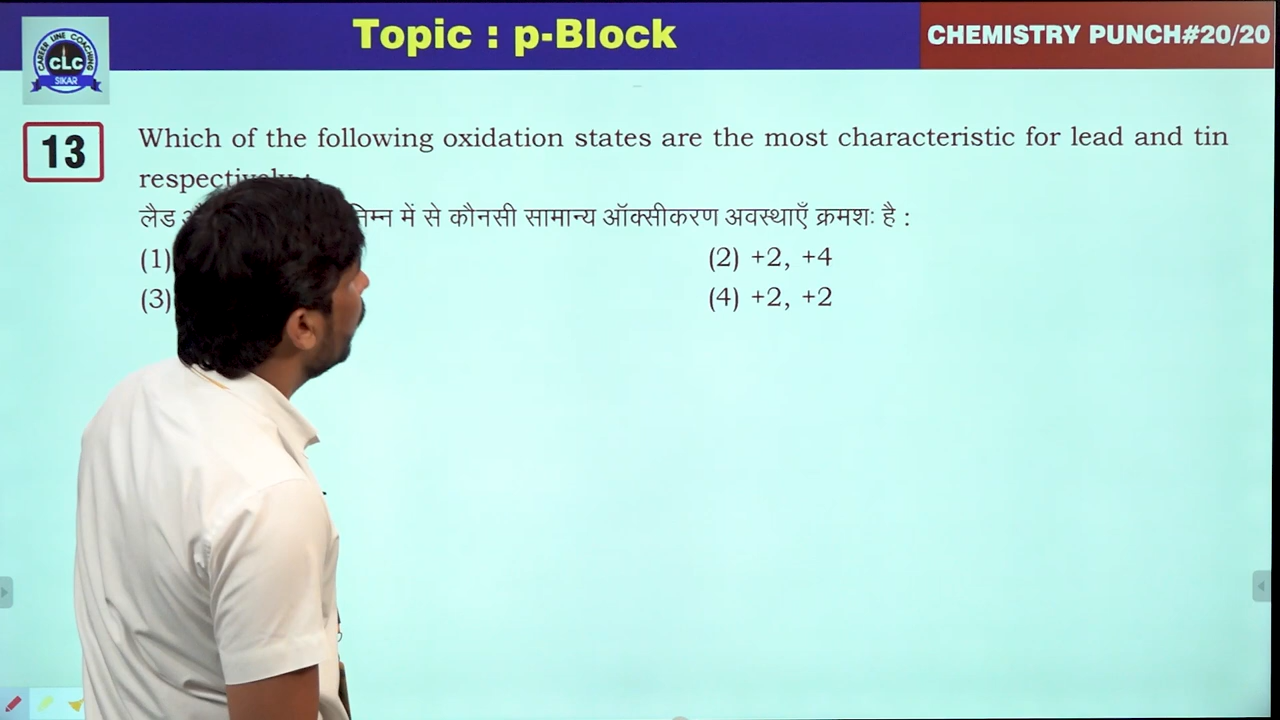 Topic : p-Block
CHEMISTRY PUNCH#20/20
CAREER LINE COACHING
CLC
SIKAR
13
Which of the following oxidation states are the most characteristic for lead and tin
respectively :
लैड में से कौनसी सामान्य ऑक्सीकरण अवस्थाएँ क्रमशः है :
(1)
(2) +2, +4
(3)
(4) +2, +2